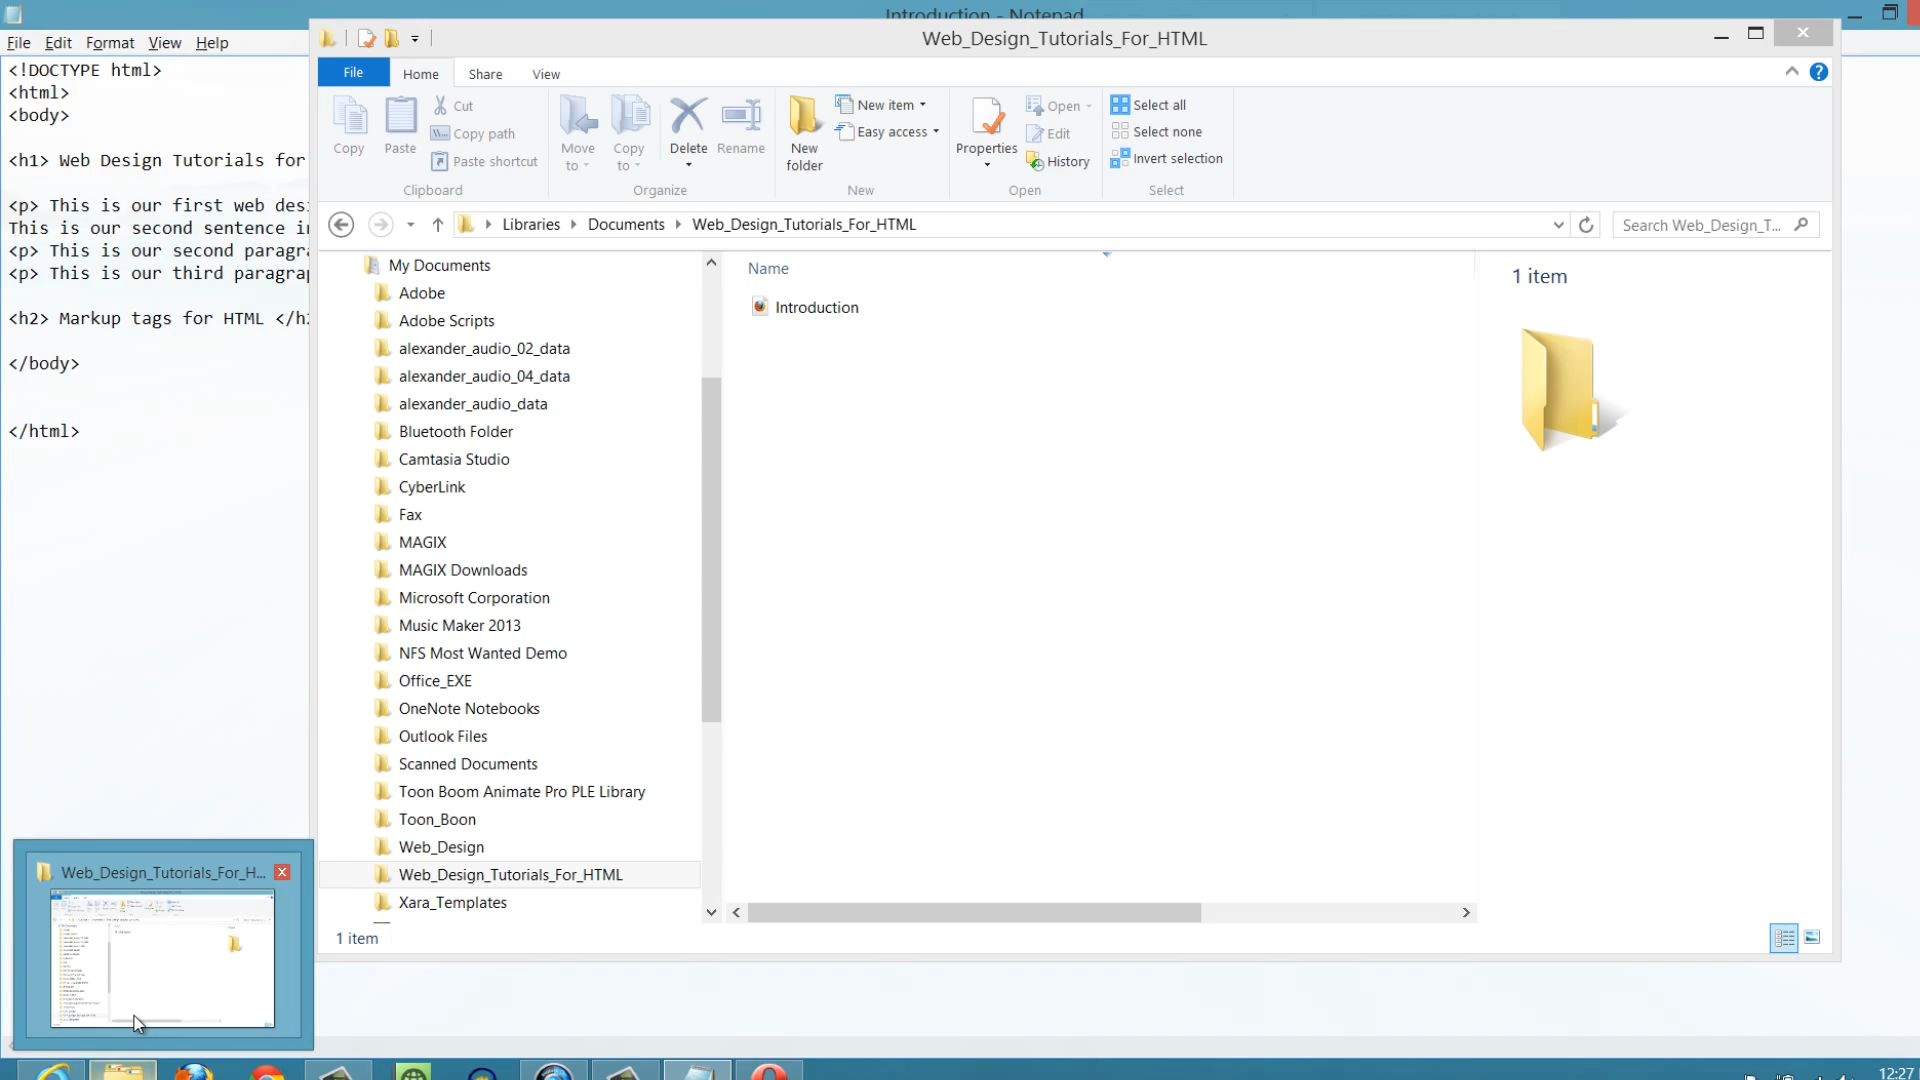 Introduction - Notepad
File Edit Format View Help
<!DOCTYPE html>
<html>
<body>
<h1> Web Design Tutorials for
<p> This is our first web desi
This is our second sentence in
<p> This is our second paragra
<p> This is our third paragrap
<h2> Markup tags for HTML </h2
</body>
</html>
Web_Design_Tutorials_For_HTML
File Home Share View
Copy
Paste
Cut
Copy path
Paste shortcut
Clipboard
Move to
Copy to
Delete
Rename
Organize
New folder
New item
Easy access
New
Properties
Open
Edit
History
Open
Select all
Select none
Invert selection
Select
Libraries Documents Web_Design_Tutorials_For_HTML
Search Web_Design_T...
My Documents
Adobe
Adobe Scripts
alexander_audio_02_data
alexander_audio_04_data
alexander_audio_data
Bluetooth Folder
Camtasia Studio
CyberLink
Fax
MAGIX
MAGIX Downloads
Microsoft Corporation
Music Maker 2013
NFS Most Wanted Demo
Office_EXE
OneNote Notebooks
Outlook Files
Scanned Documents
Toon Boom Animate Pro PLE Library
Toon_Boon
Web_Design
Web_Design_Tutorials_For_HTML
Xara_Templates
Name
Introduction
1 item
1 item
Web_Design_Tutorials_For_H...
12:27